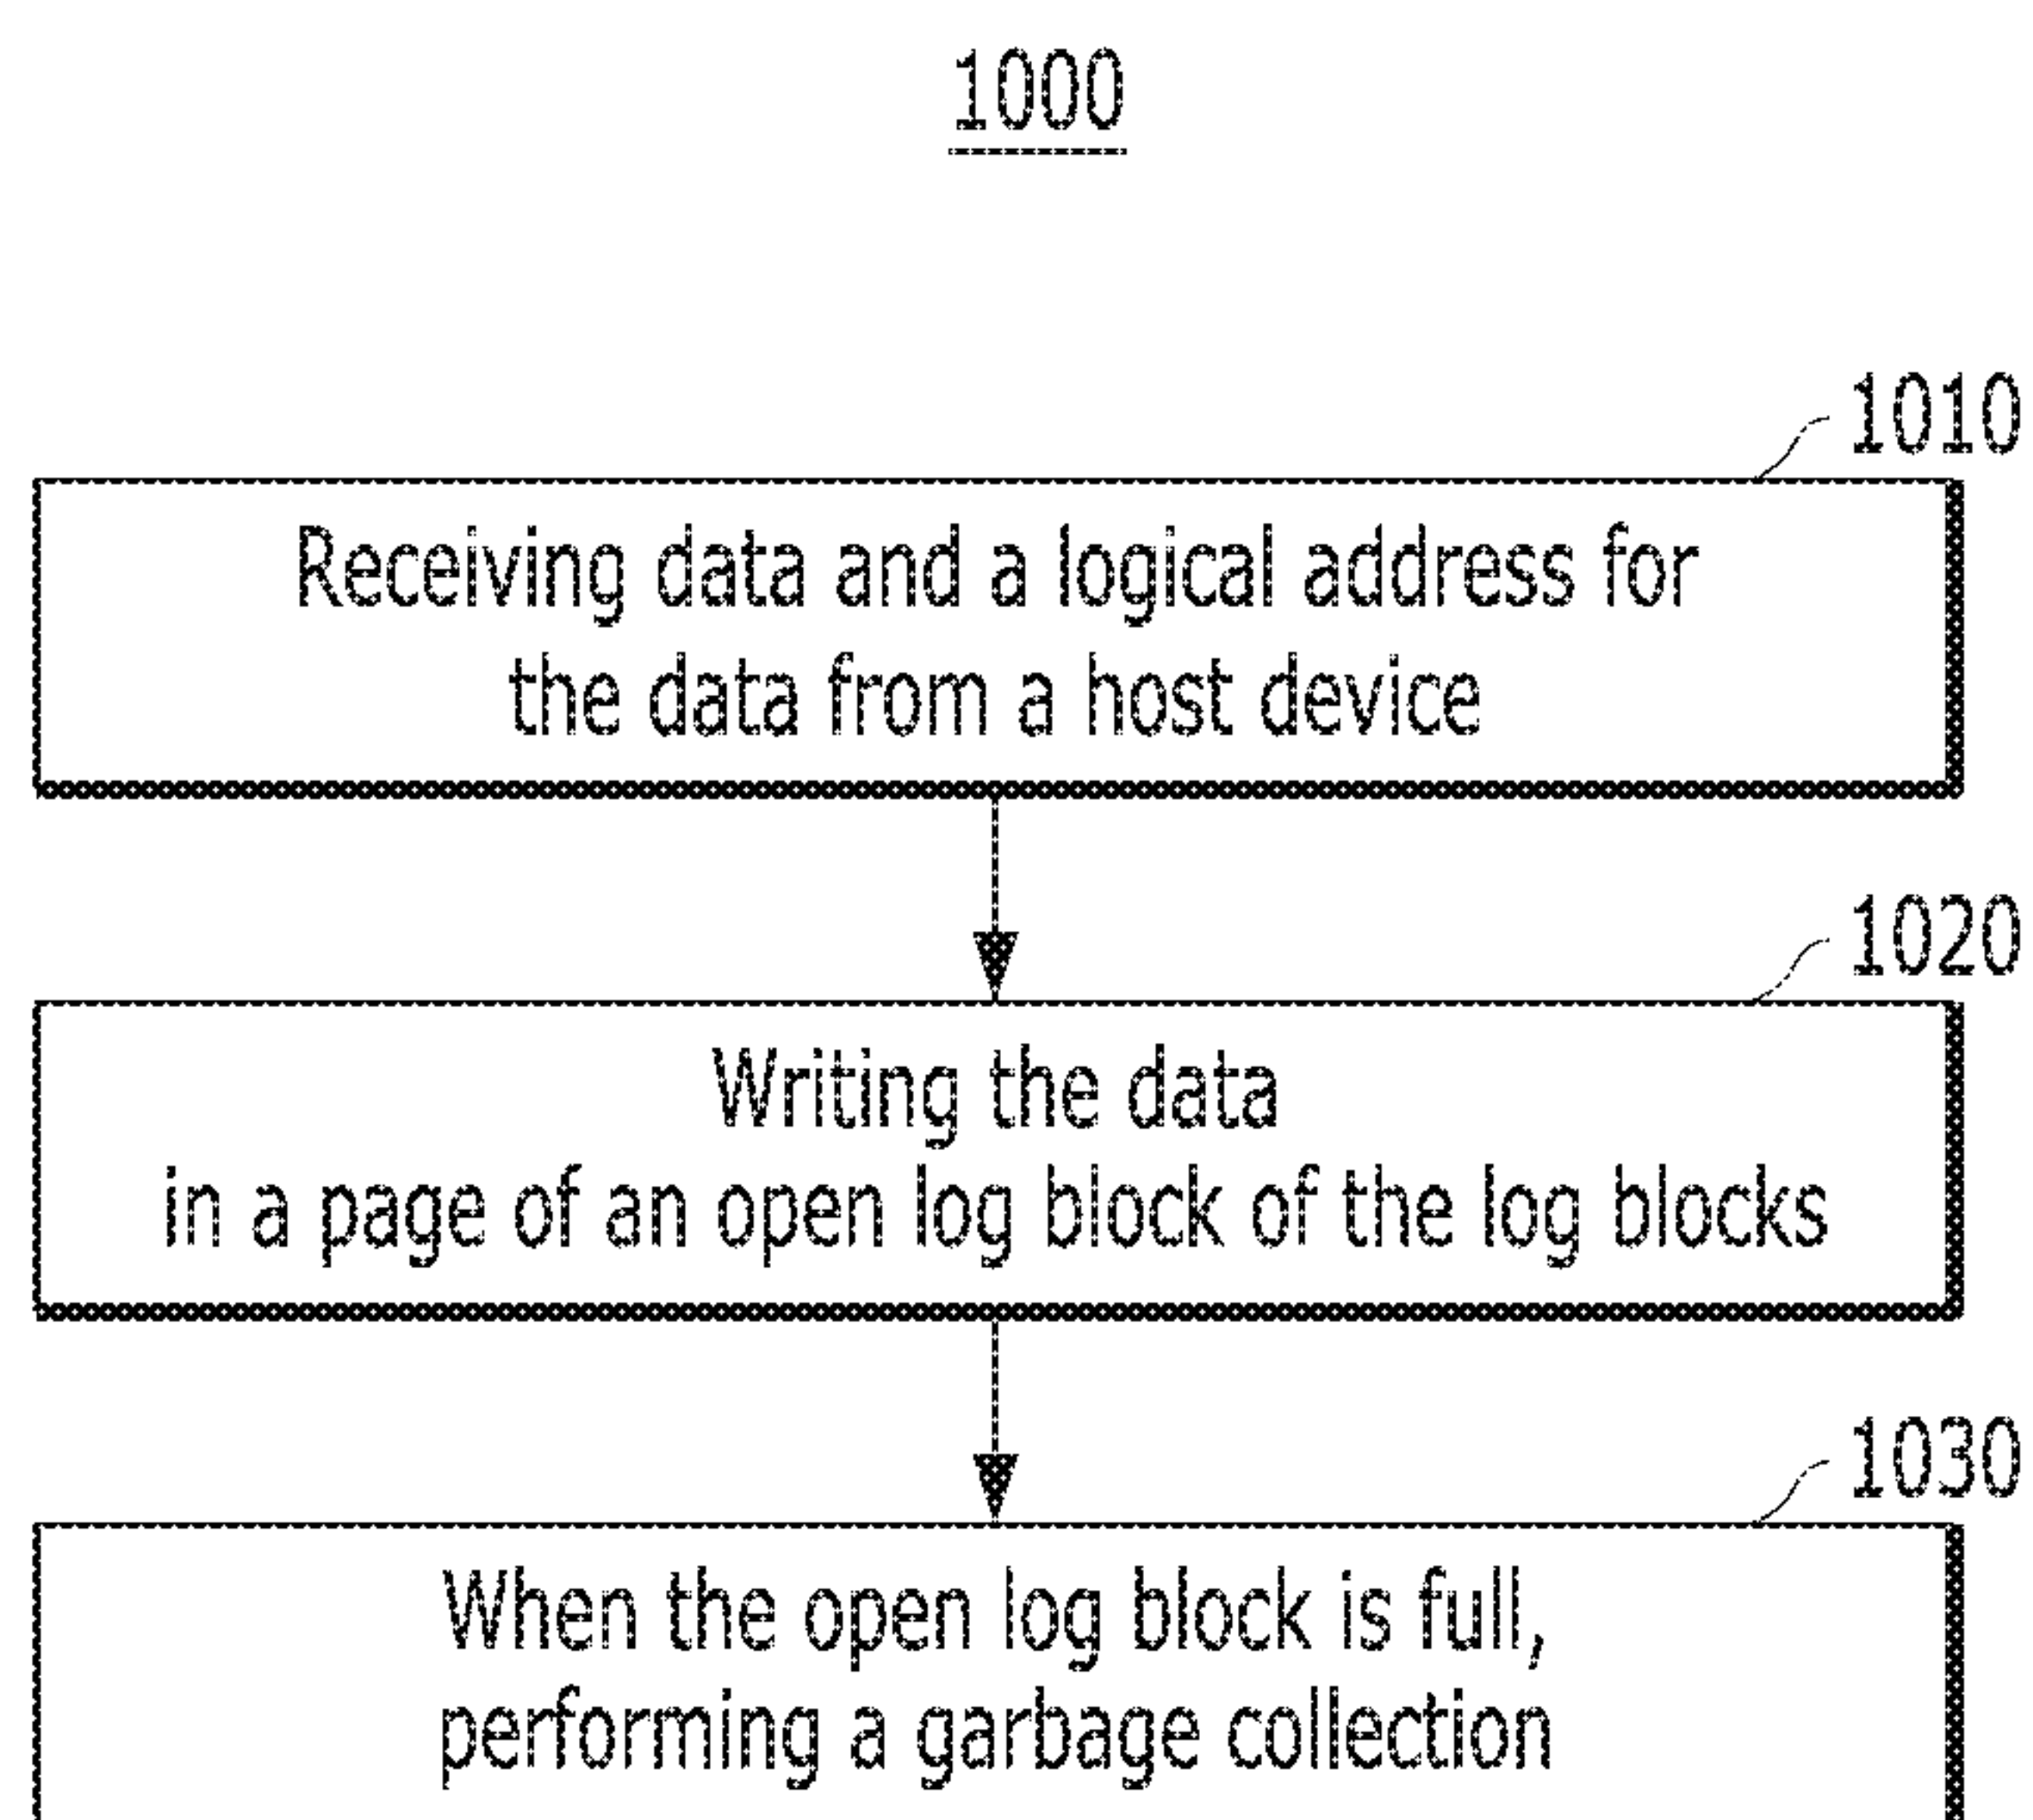 1000
1010
Receiving data and a logical address for
the data from a host device
1020
Writing the data
in a page of an open log block of the log blocks
1030
When the open log block is full,
performing a garbage collection